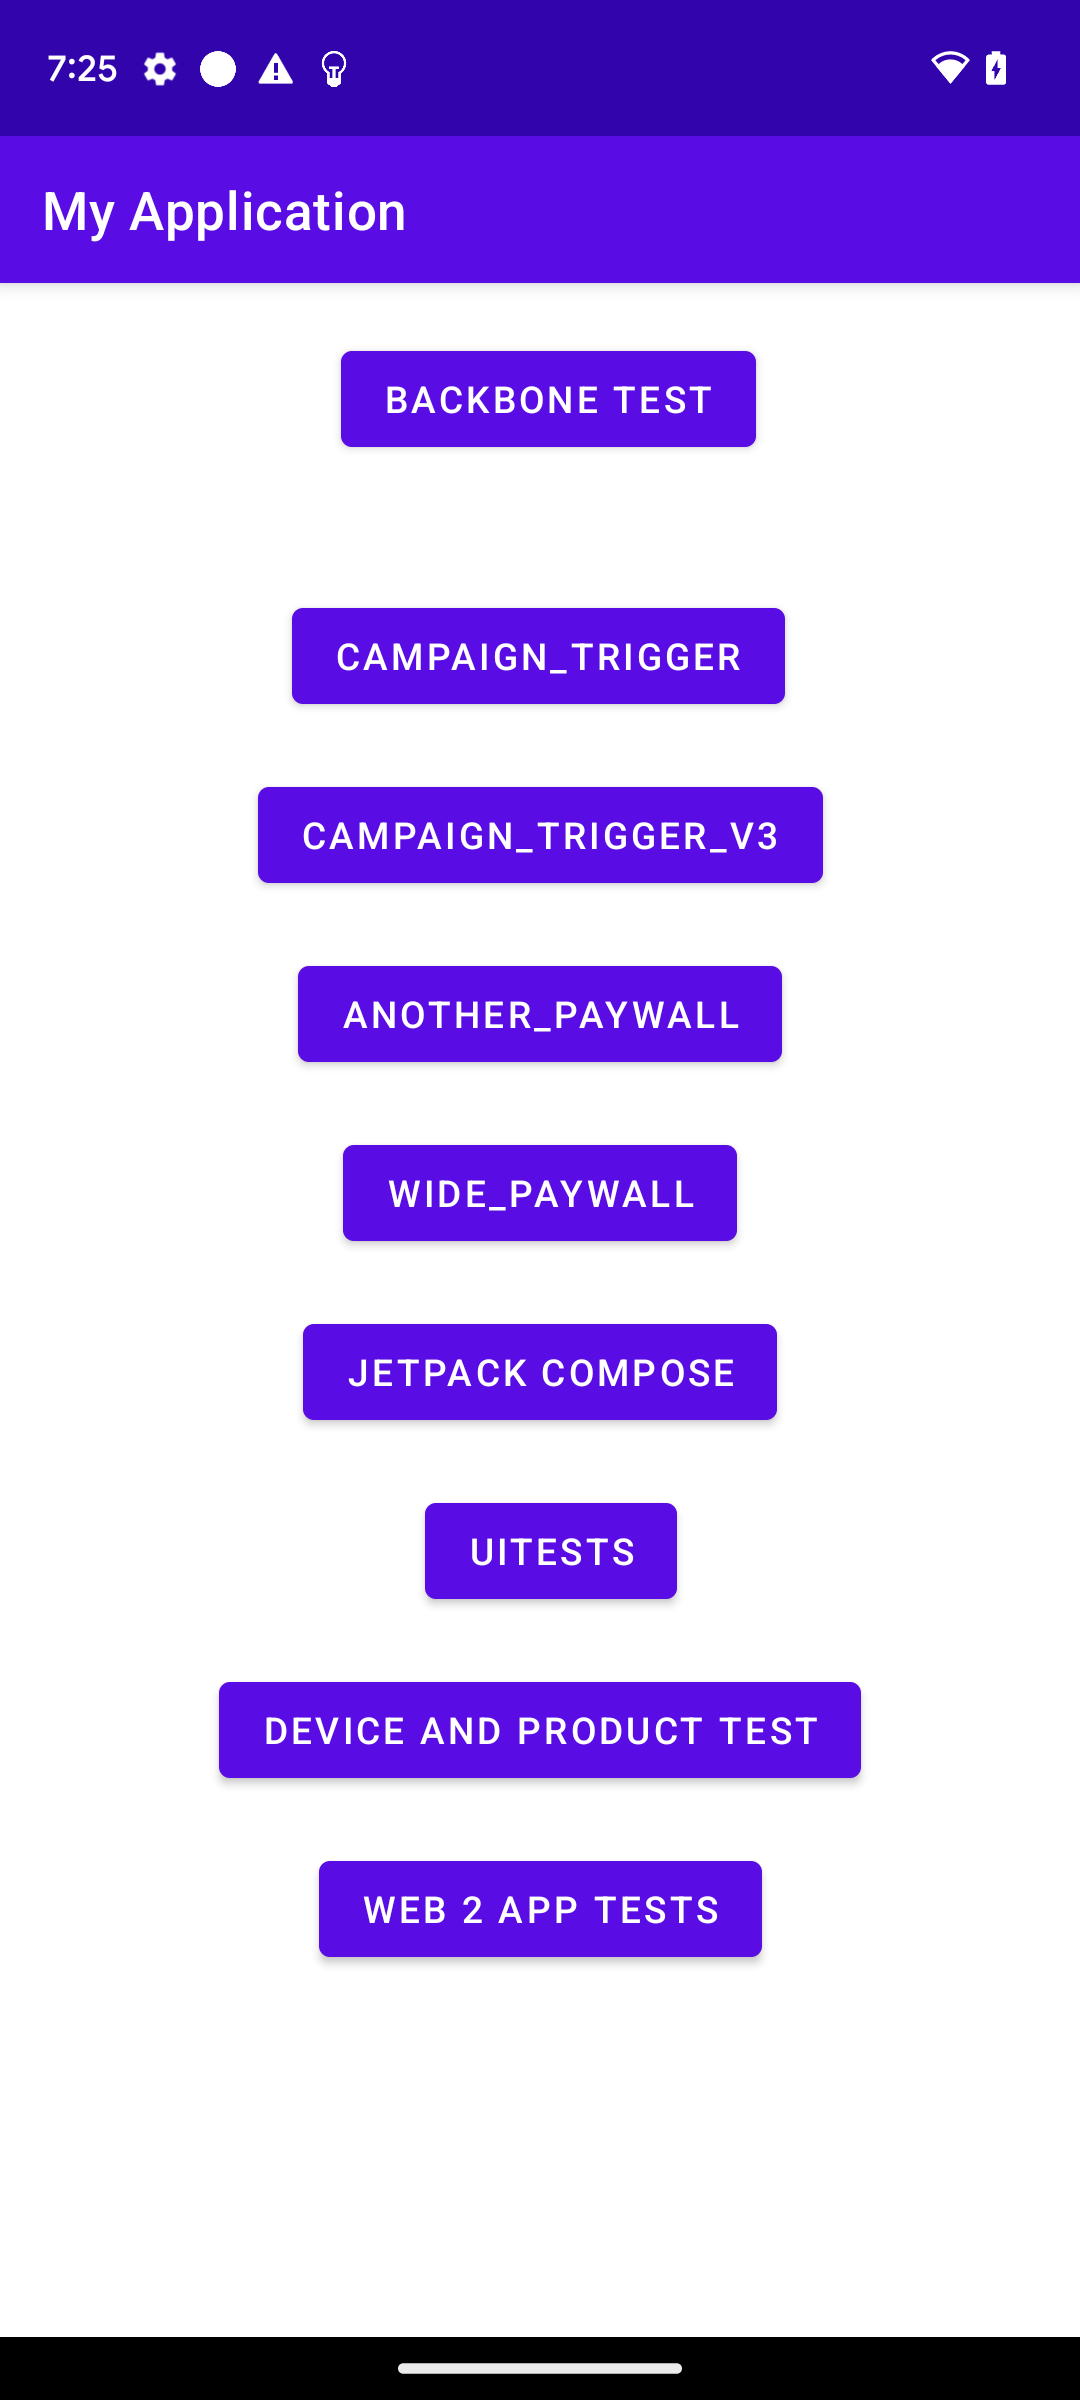 7:25
My Application
BACKBONE TEST
CAMPAIGN_TRIGGER
CAMPAIGN_TRIGGER_V3
ANOTHER_PAYWALL
WIDE_PAYWALL
JETPACK COMPOSE
UITESTS
DEVICE AND PRODUCT TEST
WEB 2 APP TESTS